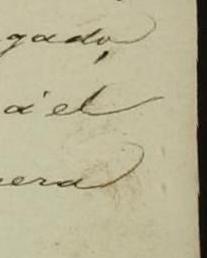 gado,
á el
era